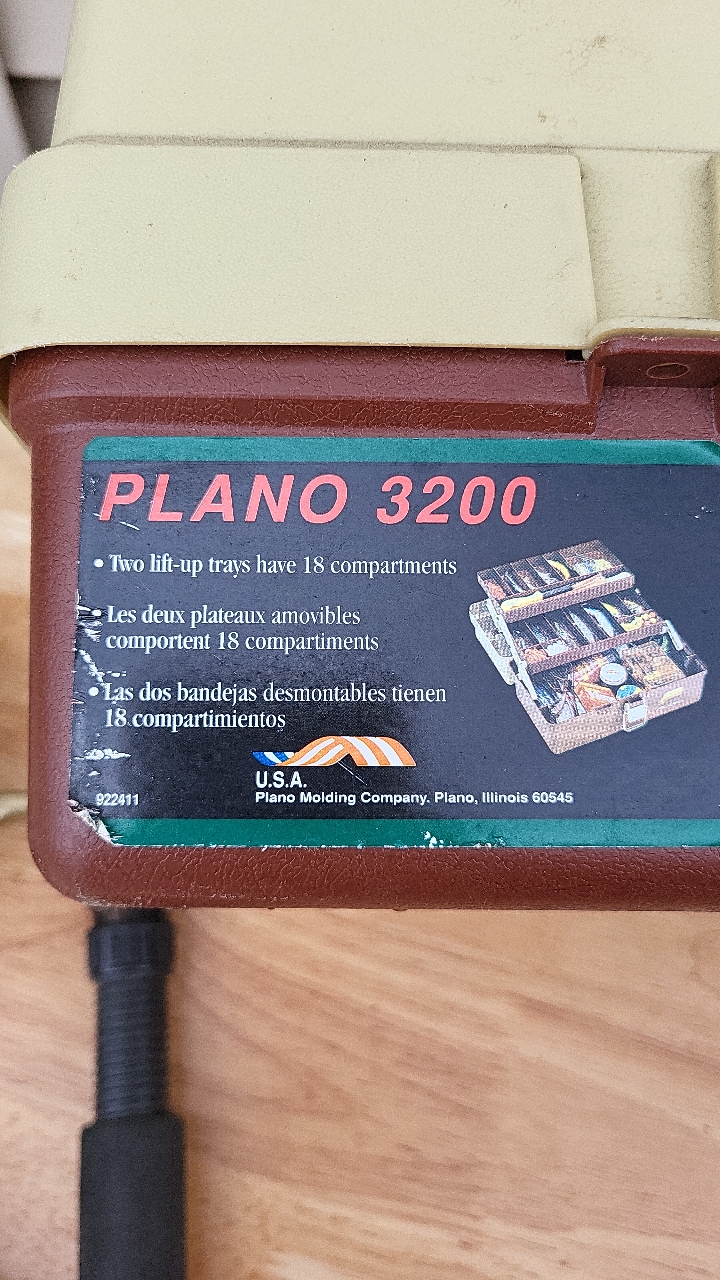 PLANO 3200
• Two lift-up trays have 18 compartments
• Les deux plateaux amovibles
comportent 18 compartiments
• Las dos bandejas desmontables tienen
18 compartimientos
U.S.A.
922411
Plano Molding Company. Plano, Illinois 60545